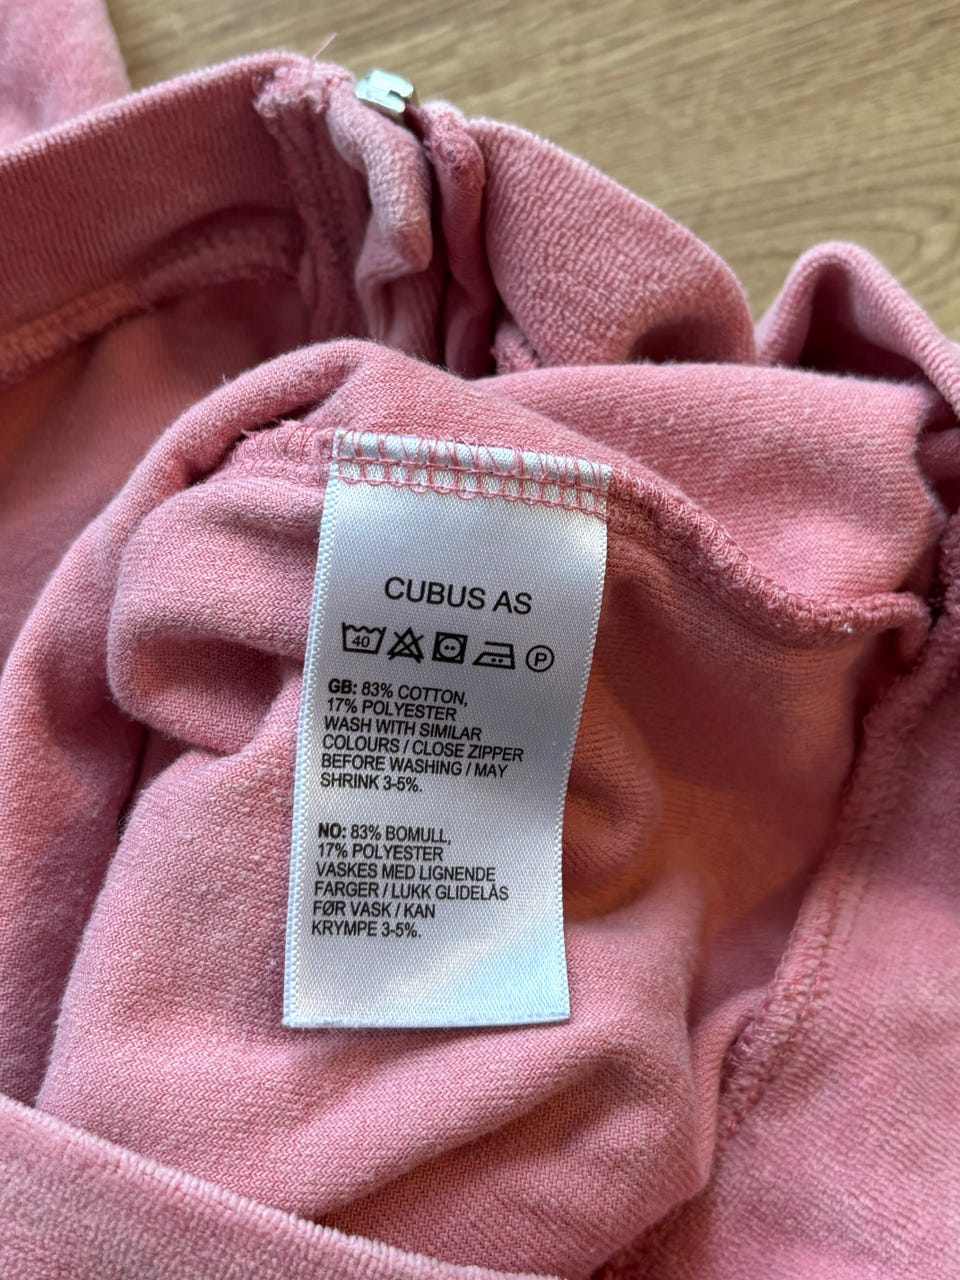 CUBUS AS
40 P
GB: 83% COTTON,
17% POLYESTER
WASH WITH SIMILAR
COLOURS / CLOSE ZIPPER
BEFORE WASHING / MAY
SHRINK 3-5%.
NO: 83% BOMULL,
17% POLYESTER
VASKES MED LIGNENDE
FARGER / LUKK GLIDELÅS
FØR VASK / KAN
KRYMPE 3-5%.